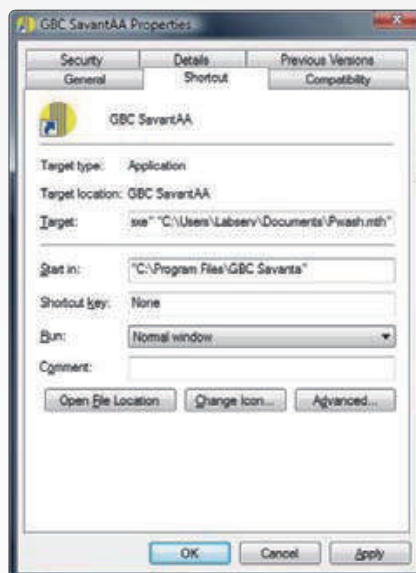 GBC SavantAA Properties
Security Details Previous Versions
General Shortcut Compatibility
GBC SavantAA
Target type: Application
Target location: GBC SavantAA
Target: sxe" "C:\Users\Labserv\Documents\Pwash.mth"
Start in: "C:\Program Files\GBC Savanta"
Shortcut key: None
Run: Normal window
Comment:
Open File Location Change Icon... Advanced...
OK Cancel Apply